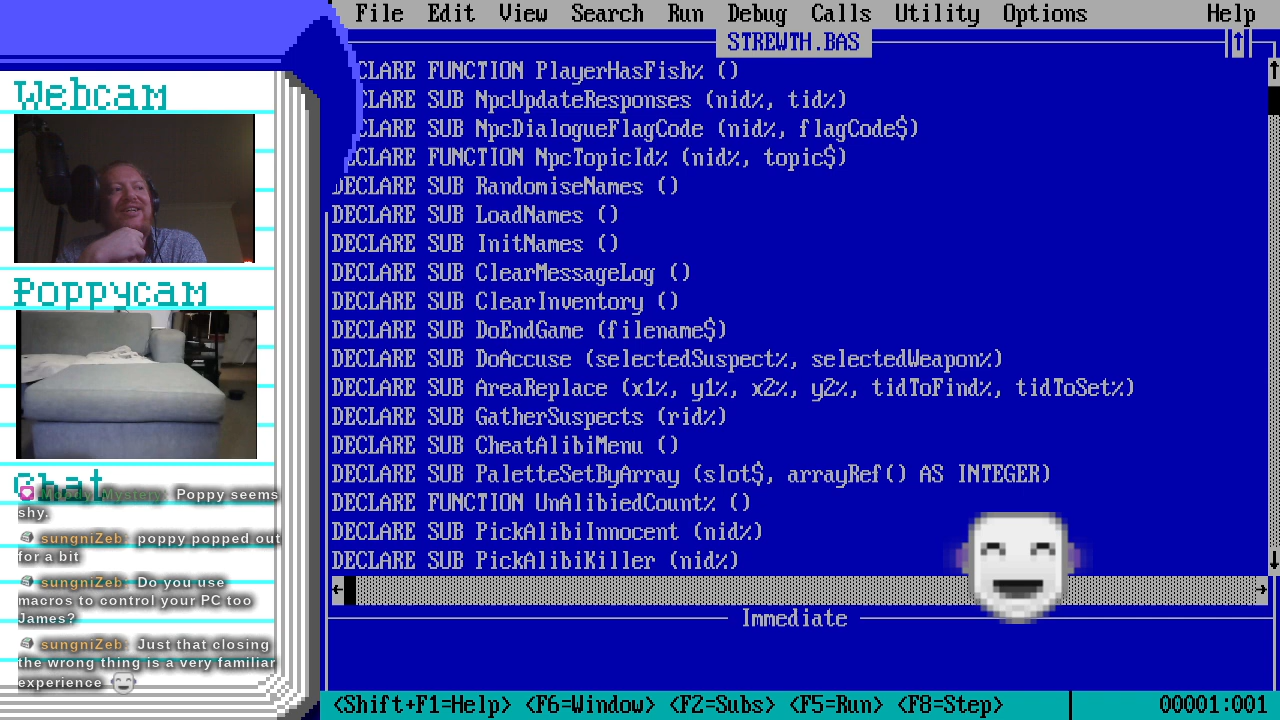 File Edit View Search Run Debug Calls Utility Options Help
STREWTH.BAS
CLARE FUNCTION PlayerHasFish% ()
CLARE SUB NpcUpdateResponses (nid%, tid%)
CLARE SUB NpcDialogueFlagCode (nid%, flagCode$)
CLARE FUNCTION NpcTopicId% (nid%, topic$)
DECLARE SUB RandomiseNames ()
DECLARE SUB LoadNames ()
DECLARE SUB InitNames ()
DECLARE SUB ClearMessageLog ()
DECLARE SUB ClearInventory ()
DECLARE SUB DoEndGame (filename$)
DECLARE SUB DoAccuse (selectedSuspect%, selectedWeapon%)
DECLARE SUB AreaReplace (x1%, y1%, x2%, y2%, tidToFind%, tidToSet%)
DECLARE SUB GatherSuspects (rid%)
DECLARE SUB CheatAlibiMenu ()
DECLARE SUB PaletteSetByArray (slot$, arrayRef() AS INTEGER)
DECLARE FUNCTION UnAlibiedCount% ()
DECLARE SUB PickAlibiInnocent (nid%)
DECLARE SUB PickAlibiKiller (nid%)
Immediate
<Shift+F1=Help> <F6=Window> <F2=Subs> <F5=Run> <F8=Step> 00001:001
Webcam
Poppycam
Chat
Mystery: Poppy seems
shy.
sungniZeb: poppy popped out
for a bit
sungniZeb: Do you use
macros to control your PC too
James?
sungniZeb: Just that closing
the wrong thing is a very familiar
experience